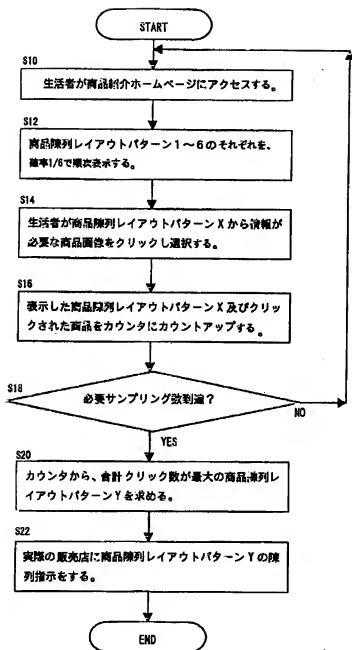 START
S10
生活者が商品紹介ホームページにアクセスする。
S12
商品陳列レイアウトパターン1～6のそれぞれを、
確率1/6で順次表示する。
S14
生活者が商品陳列レイアウトパターンXから情報が
必要な商品画像をクリックし選択する。
S16
表示した商品陳列レイアウトパターンX及びクリッ
クされた商品をカウンタにカウントアップする。
S18
必要サンプリング数到達?
NO
YES
S20
カウンタから、合計クリック数が最大の商品陳列レ
イアウトパターンYを求める。
S22
実際の販売店に商品陳列レイアウトパターンYの陳
列指示をする。
END